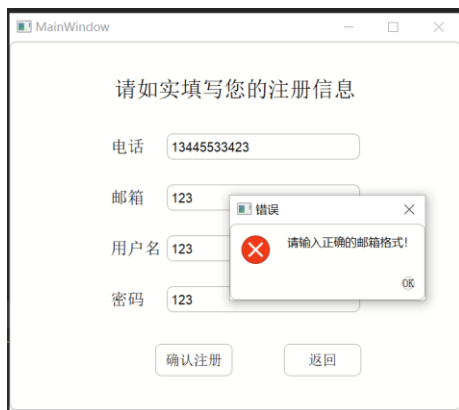 MainWindow
请如实填写您的注册信息
电话 13445533423
邮箱 123
错误
请输入正确的邮箱格式!
用户名 123
OK
密码 123
确认注册 返回